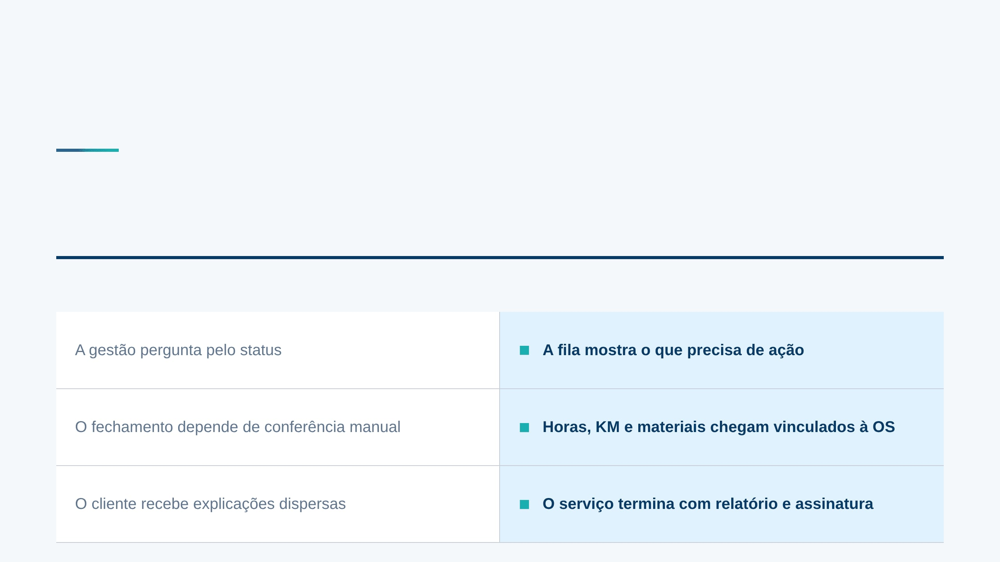 A gestão pergunta pelo status
A fila mostra o que precisa de ação
O fechamento depende de conferência manual
Horas, KM e materiais chegam vinculados à OS
O cliente recebe explicações dispersas
O serviço termina com relatório e assinatura